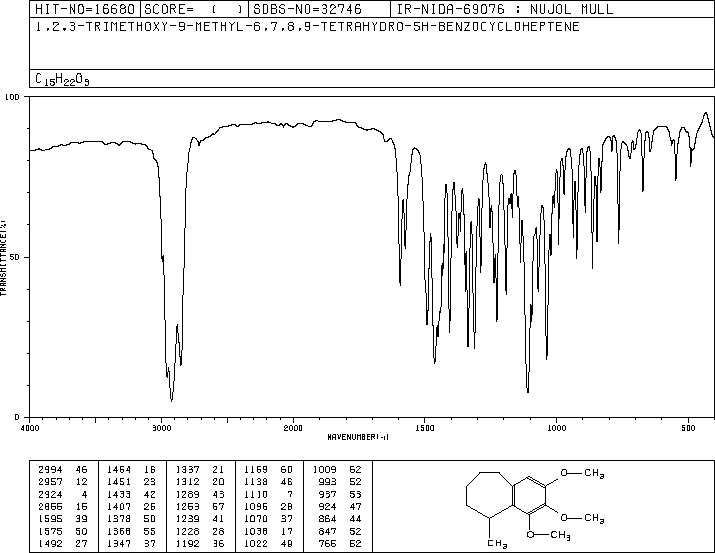 HIT-NO=16680 SCORE= ( ) SDBS-NO=32746 IR-NIDA-69076 : NUJOL MULL
1,2,3-TRIMETHOXY-9-METHYL-6,7,8,9-TETRAHYDRO-5H-BENZOCYCLOHEPTENE
C15H22O3
100
50
0
TRANSMITTANCE(%)
4000 3000 2000 1500 1000 500
WAVENUMBER(-1)
2994 46 1464 16 1337 21 1169 60 1009 62
2957 12 1451 23 1312 20 1138 46 993 52
2924 4 1433 42 1289 43 1110 7 937 53
2866 16 1407 26 1253 57 1096 28 924 47
1595 39 1378 50 1239 41 1070 37 864 44
1575 50 1368 55 1228 28 1038 17 847 52
1492 27 1347 37 1192 36 1022 49 766 52
O—CH3
O—CH3
O—CH3
CH3